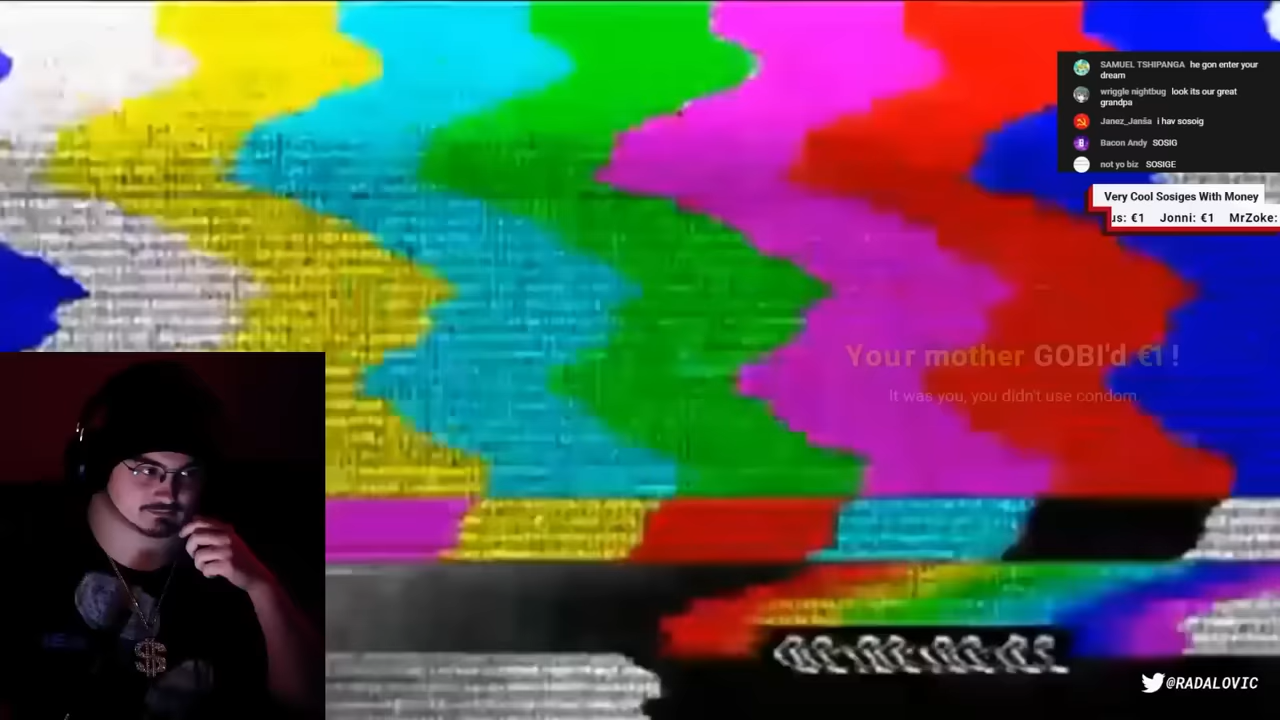 SAMUEL TSHIPANGA he gon enter your
dream
wriggle nightbug look its our great
grandpa
Janez_Janša i hav sosoig
Bacon Andy SOSIG
not yo biz SOSIGE
Very Cool Sosiges With Money
us: €1 Jonni: €1 MrZoke:
Your mother GOBI'd €1 !
It was you, you didn't use condom
@RADALOVIC